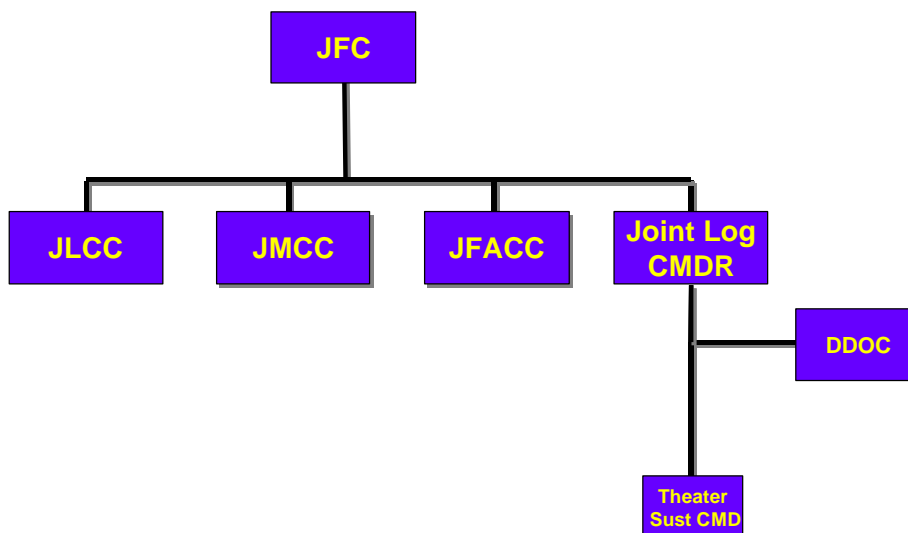 JFC
JLCC
JMCC
JFACC
Joint Log
CMDR
DDOC
Theater
Sust CMD